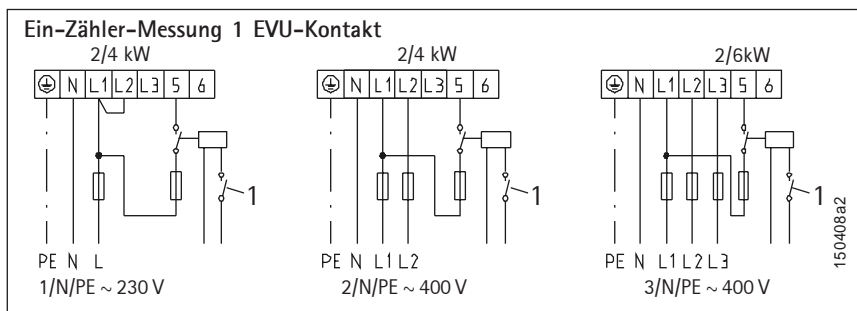 Ein-Zähler-Messung 1 EVU-Kontakt
2/4 kW
N L1 L2 L3 5 6
1
PE N L
1/N/PE ~ 230 V
2/4 kW
N L1 L2 L3 5 6
1
PE N L1 L2
2/N/PE ~ 400 V
2/6kW
N L1 L2 L3 5 6
1
PE N L1 L2 L3
3/N/PE ~ 400 V
150408a2